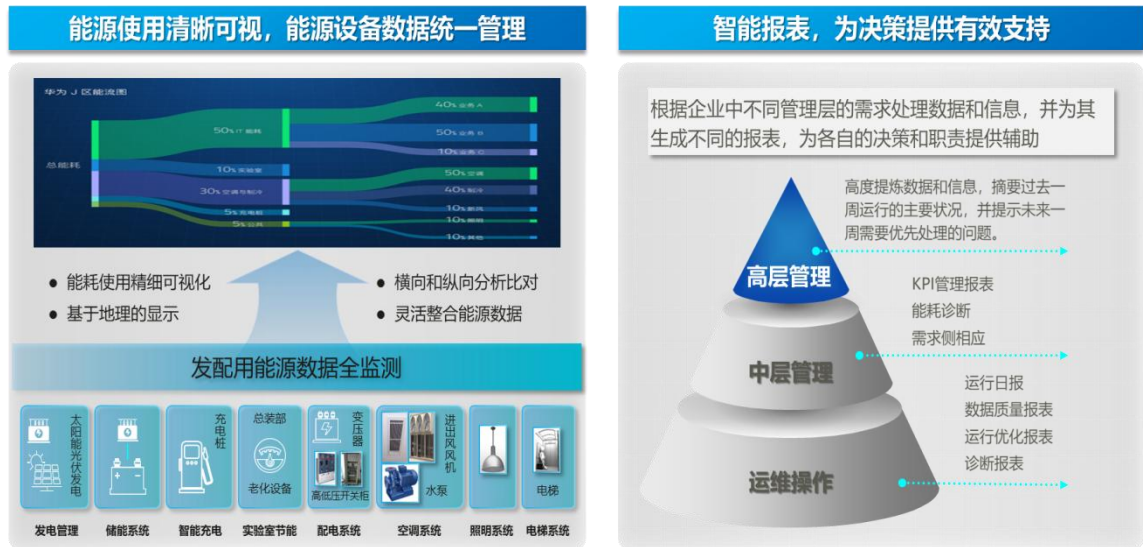 能源使用清晰可视，能源设备数据统一管理
华为 J 区能流图
总能耗
50% IT 能耗
10% 实验室
30% 空调与制冷
5% 充电桩
5% 公共
40% 业务 A
50% 业务 B
10% 业务 C
50% 空调
40% 制冷
10% 新风
10% 照明
10% 其他
● 能耗使用精细可视化
● 基于地理的显示
● 横向和纵向分析比对
● 灵活整合能源数据
发配用能源数据全监测
太阳能光伏发电
充电桩
总装部
老化设备
变压器
高低压开关柜
进出风风机
水泵
电梯
发电管理
储能系统
智能充电
实验室节能
配电系统
空调系统
照明系统
电梯系统
智能报表，为决策提供有效支持
根据企业中不同管理层的需求处理数据和信息，并为其
生成不同的报表，为各自的决策和职责提供辅助
高度提炼数据和信息，摘要过去一
周运行的主要状况，并提示未来一
周需要优先处理的问题。
高层管理
KPI管理报表
能耗诊断
需求侧相应
中层管理
运行日报
数据质量报表
运行优化报表
诊断报表
运维操作